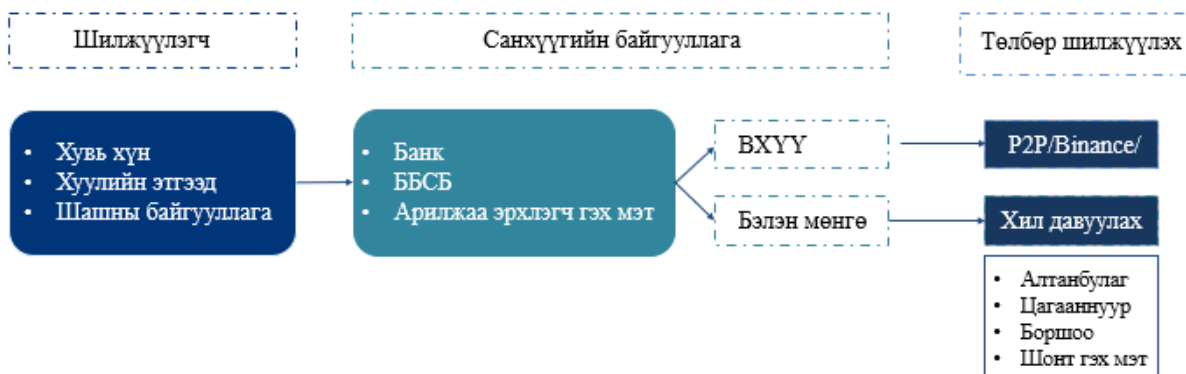 Шилжүүлэгч
Санхүүгийн байгууллага
Төлбөр шилжүүлэх
• Хувь хүн
• Хуулийн этгээд
• Шашны байгууллага
• Банк
• ББСБ
• Арилжаа эрхлэгч гэх мэт
ВХҮҮ
P2P/Binance/
Бэлэн мөнгө
Хил давуулах
• Алтанбулаг
• Цагааннуур
• Боршоо
• Шонт гэх мэт